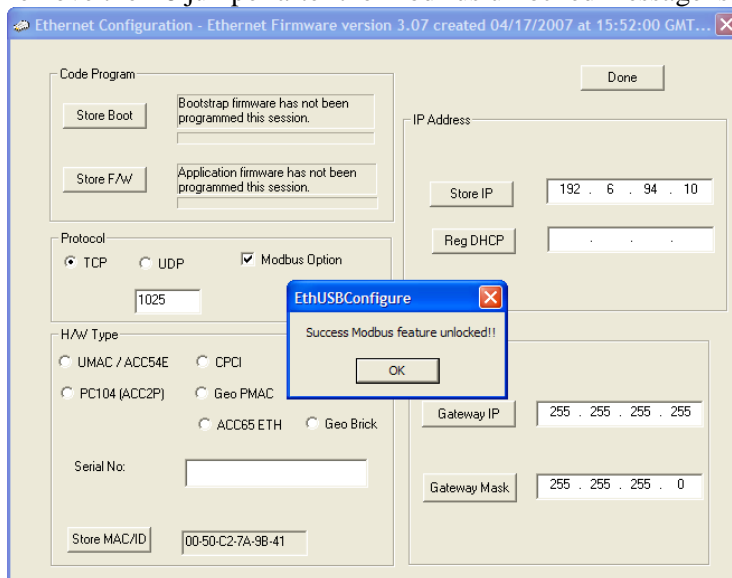 Ethernet Configuration - Ethernet Firmware version 3.07 created 04/17/2007 at 15:52:00 GMT...
Code Program
Done
Store Boot
Bootstrap firmware has not been
programmed this session.
IP Address
Store F/W
Application firmware has not been
programmed this session.
Store IP
192 . 6 . 94 . 10
Protocol
Reg DHCP
. . .
TCP
UDP
Modbus Option
1025
EthUSBConfigure
Success Modbus feature unlocked!!
OK
H/W Type
UMAC / ACC54E
CPCI
PC104 (ACC2P)
Geo PMAC
ACC65 ETH
Geo Brick
Gateway IP
255 . 255 . 255 . 255
Serial No:
Gateway Mask
255 . 255 . 255 . 0
Store MAC/ID
00-50-C2-7A-9B-41